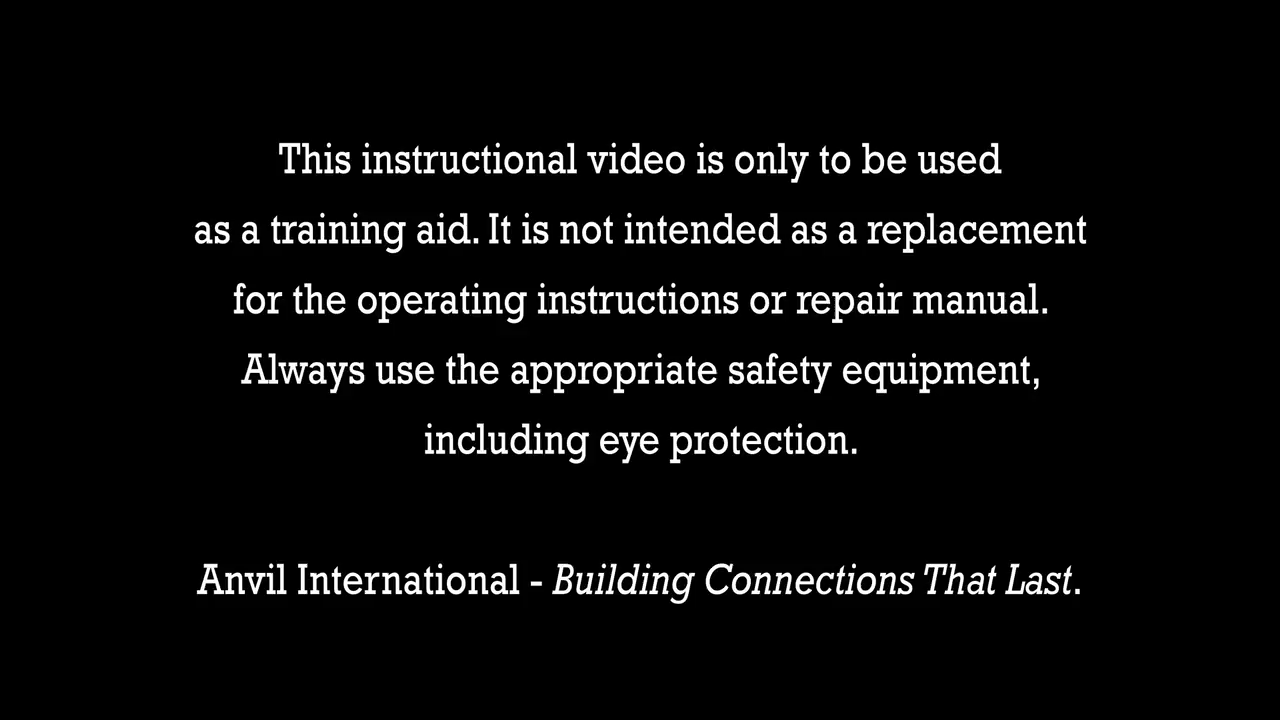 This instructional video is only to be used
as a training aid. It is not intended as a replacement
for the operating instructions or repair manual.
Always use the appropriate safety equipment,
including eye protection.
Anvil International - Building Connections That Last.